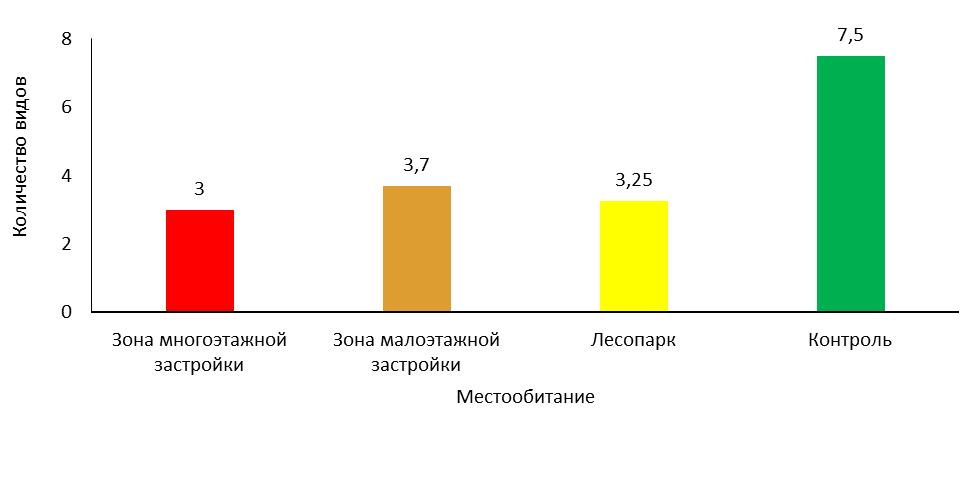 Количество видов
8
6
4
2
0
3
3,7
3,25
7,5
Зона многоэтажной
застройки
Зона малоэтажной
застройки
Лесопарк
Контроль
Местообитание